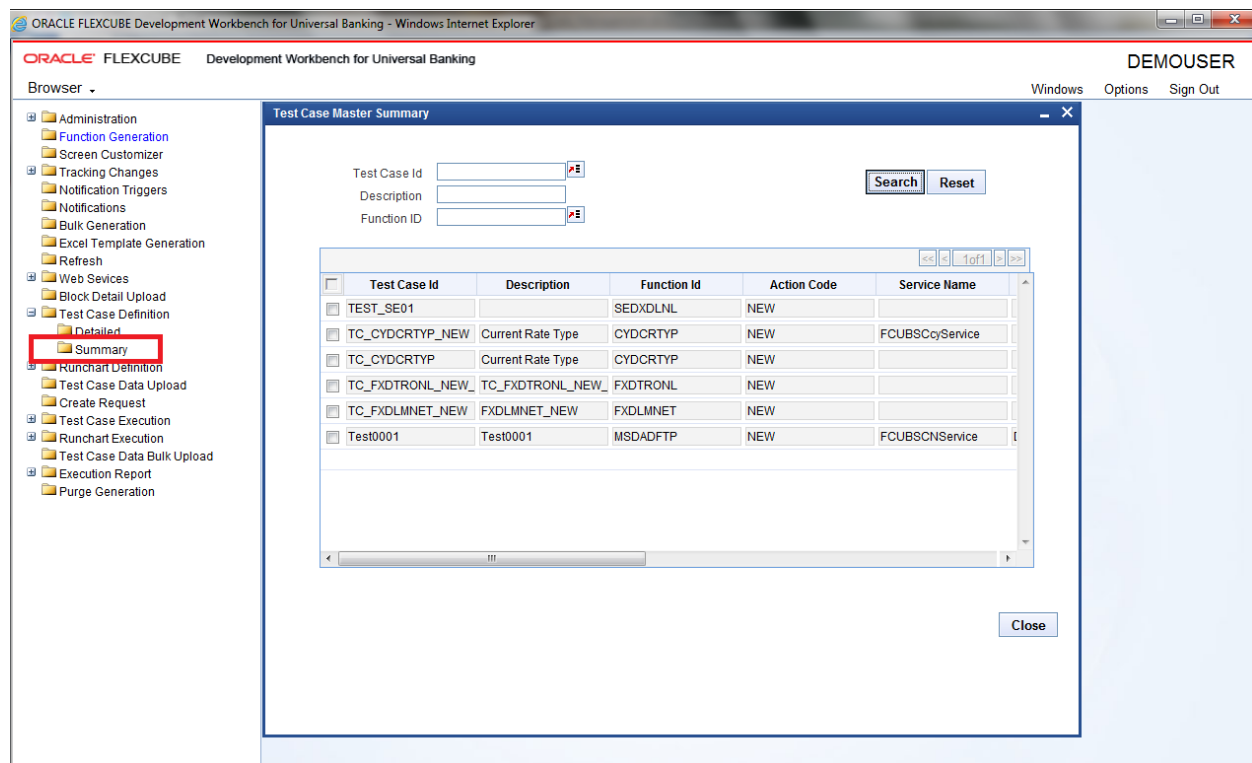 ORACLE FLEXCUBE Development Workbench for Universal Banking - Windows Internet Explorer
ORACLE FLEXCUBE Development Workbench for Universal Banking
DEMOUSER
Browser
Windows Options Sign Out
Administration
Function Generation
Screen Customizer
Tracking Changes
Notification Triggers
Notifications
Bulk Generation
Excel Template Generation
Refresh
Web Sevices
Block Detail Upload
Test Case Definition
Detailed
Summary
Runchart Definition
Test Case Data Upload
Create Request
Test Case Execution
Runchart Execution
Test Case Data Bulk Upload
Execution Report
Purge Generation
Test Case Master Summary
Test Case Id
Description
Function ID
Search Reset
<< < 1of1 > >>
Test Case Id Description Function Id Action Code Service Name
TEST_SE01 SEDXDLNL NEW
TC_CYDCRTYP_NEW Current Rate Type CYDCRTYP NEW FCUBSCcyService
TC_CYDCRTYP Current Rate Type CYDCRTYP NEW
TC_FXDTRONL_NEW_ TC_FXDTRONL_NEW_ FXDTRONL NEW
TC_FXDLMNET_NEW FXDLMNET_NEW FXDLMNET NEW
Test0001 Test0001 MSDADFTP NEW FCUBSCNService
Close